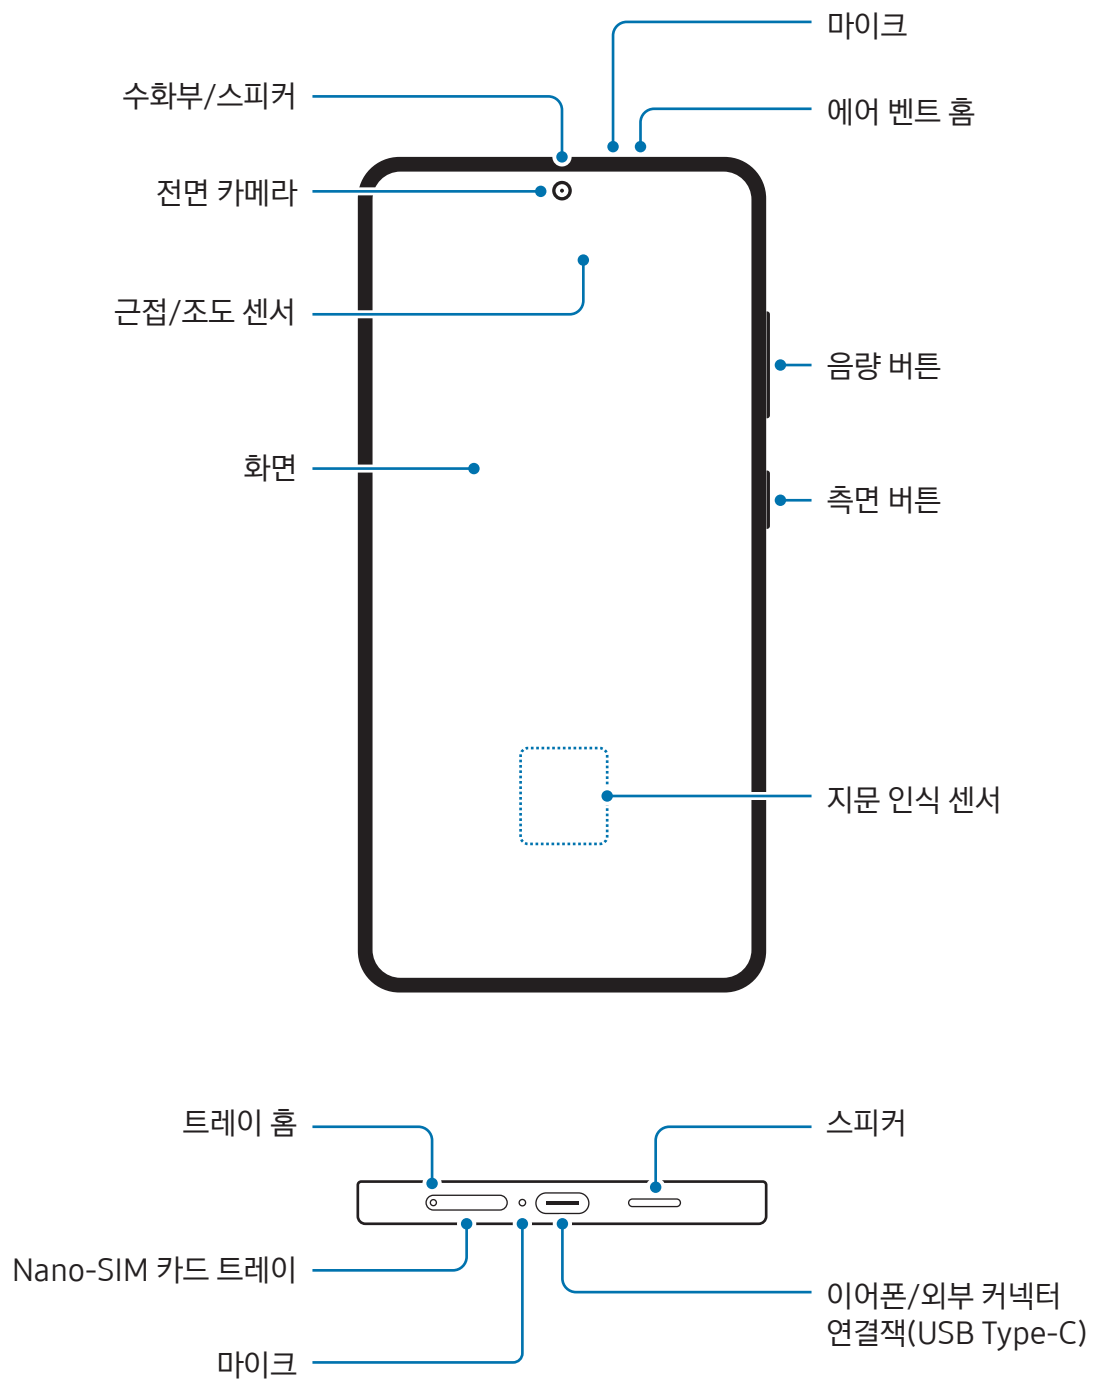 마이크
수화부/스피커
에어 벤트 홈
전면 카메라
근접/조도 센서
음량 버튼
화면
측면 버튼
지문 인식 센서
트레이 홈
스피커
Nano-SIM 카드 트레이
이어폰/외부 커넥터
연결잭(USB Type-C)
마이크